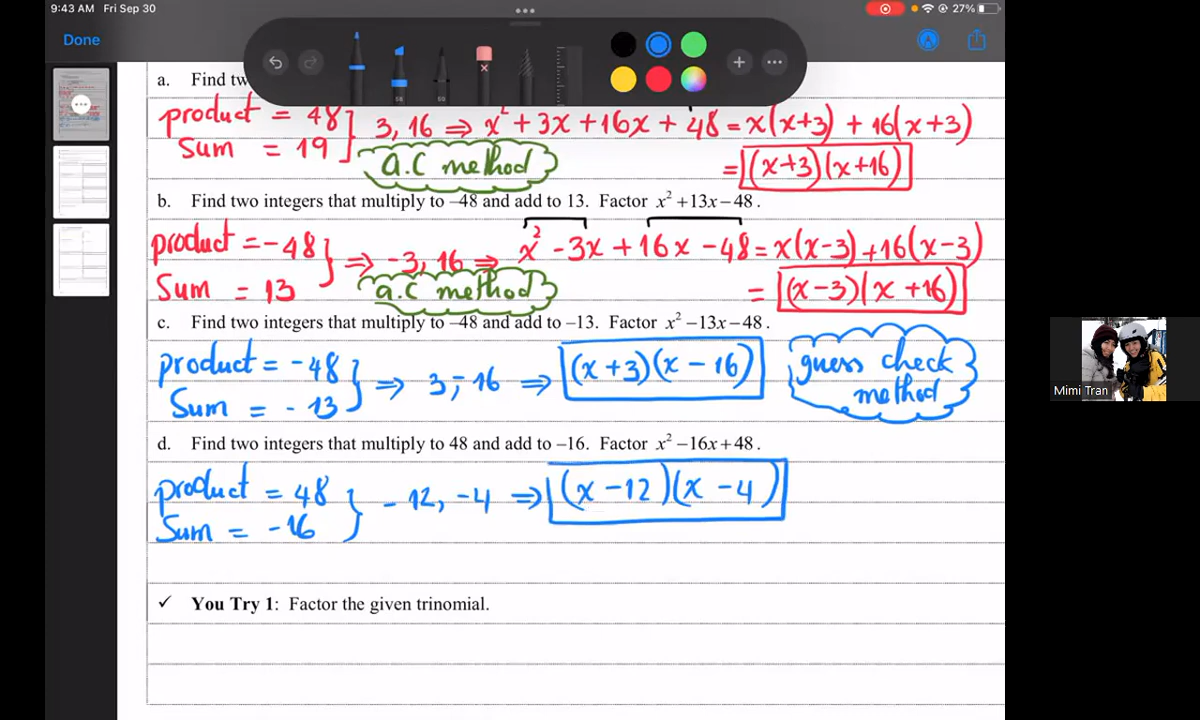 9:43 AM Fri Sep 30
27%
Done
a. Find tw
product = 48
Sum = 19
3, 16 ⇒ x² + 3x + 16x + 48 = x(x+3) + 16(x+3)
a.c method
= (x+3)(x+16)
b. Find two integers that multiply to –48 and add to 13. Factor x² +13x – 48 .
product = -48
Sum = 13
⇒ -3, 16 ⇒ x² - 3x + 16x - 48 = x(x-3) + 16(x-3)
a.c method
= (x-3)(x+16)
c. Find two integers that multiply to –48 and add to –13. Factor x² –13x – 48 .
product = -48
Sum = -13
⇒ 3, -16 ⇒ (x+3)(x-16)
guess check
method
d. Find two integers that multiply to 48 and add to –16. Factor x² –16x + 48 .
product = 48
Sum = -16
-12, -4 ⇒ (x-12)(x-4)
✓ You Try 1: Factor the given trinomial.
Mimi Tran